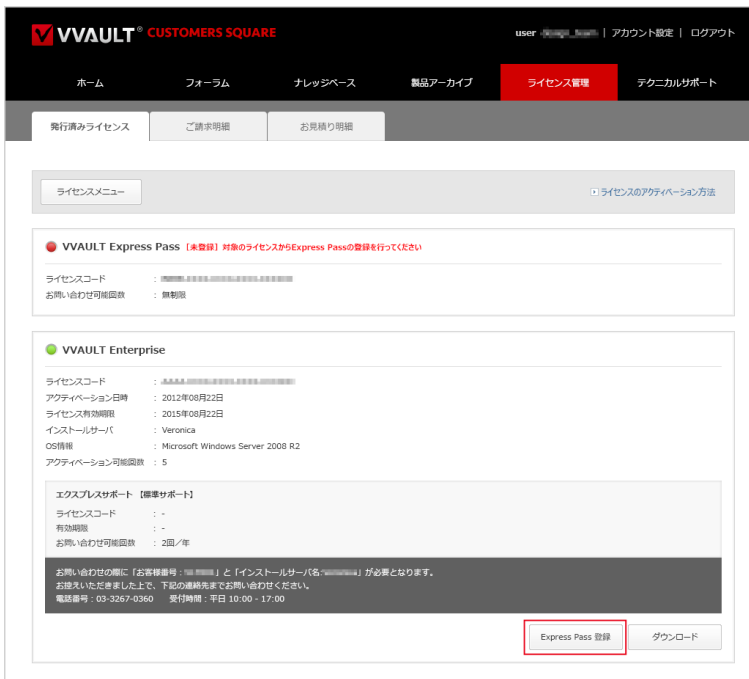 VVAULT® CUSTOMERS SQUARE
user | アカウント設定 | ログアウト
ホーム フォーラム ナレッジベース 製品アーカイブ ライセンス管理 テクニカルサポート
発行済みライセンス ご請求明細 お見積り明細
ライセンスメニュー ライセンスのアクティベーション方法
VVAULT Express Pass 【未登録】対象のライセンスからExpress Passの登録を行ってください
ライセンスコード :
お問い合わせ可能回数 : 無制限
VVAULT Enterprise
ライセンスコード :
アクティベーション日時 : 2012年08月22日
ライセンス有効期限 : 2015年08月22日
インストールサーバ : Veronica
OS情報 : Microsoft Windows Server 2008 R2
アクティベーション可能回数 : 5
エクスプレスサポート 【標準サポート】
ライセンスコード : -
有効期限 : -
お問い合わせ可能回数 : 2回／年
お問い合わせの際に「お客様番号 : 」と「インストールサーバ名: 」が必要となります。
お控えいただきました上で、下記の連絡先までお問い合わせください。
電話番号 : 03-3267-0360 受付時間 : 平日 10:00 - 17:00
Express Pass 登録 ダウンロード